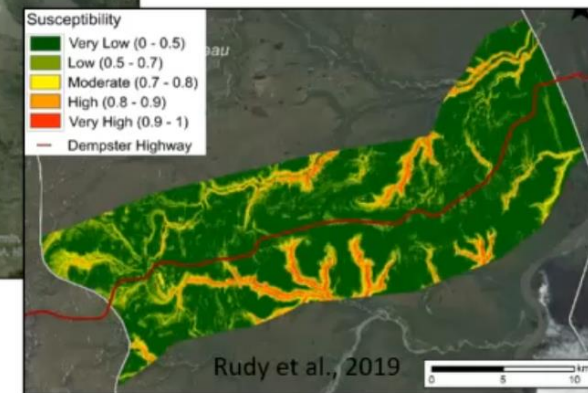 Susceptibility
Very Low (0 - 0.5)
Low (0.5 - 0.7)
Moderate (0.7 - 0.8)
High (0.8 - 0.9)
Very High (0.9 - 1)
Dempster Highway
Rudy et al., 2019
km
0 5 10